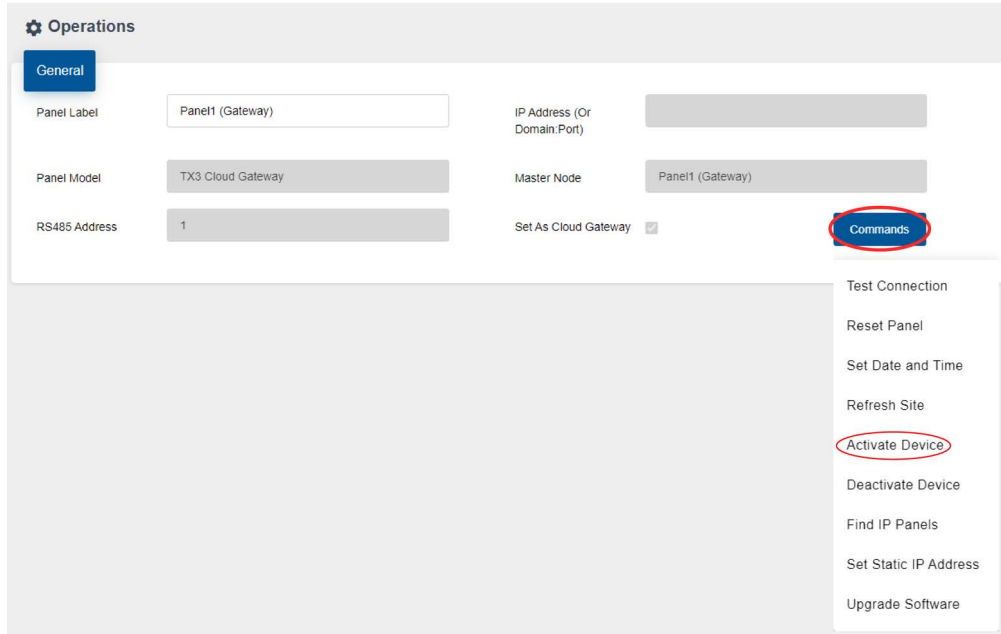 Operations
General
Panel Label
Panel1 (Gateway)
IP Address (Or
Domain:Port)
Panel Model
TX3 Cloud Gateway
Master Node
Panel1 (Gateway)
RS485 Address
1
Set As Cloud Gateway
Commands
Test Connection
Reset Panel
Set Date and Time
Refresh Site
Activate Device
Deactivate Device
Find IP Panels
Set Static IP Address
Upgrade Software